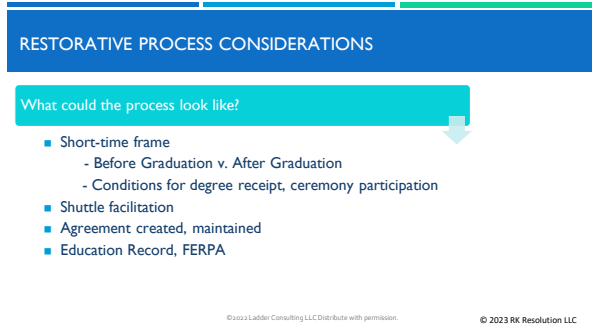 RESTORATIVE PROCESS CONSIDERATIONS
What could the process look like?
Short-time frame
- Before Graduation v. After Graduation
- Conditions for degree receipt, ceremony participation
Shuttle facilitation
Agreement created, maintained
Education Record, FERPA
©2022 Ladder Consulting LLC Distribute with permission.
© 2023 RK Resolution LLC